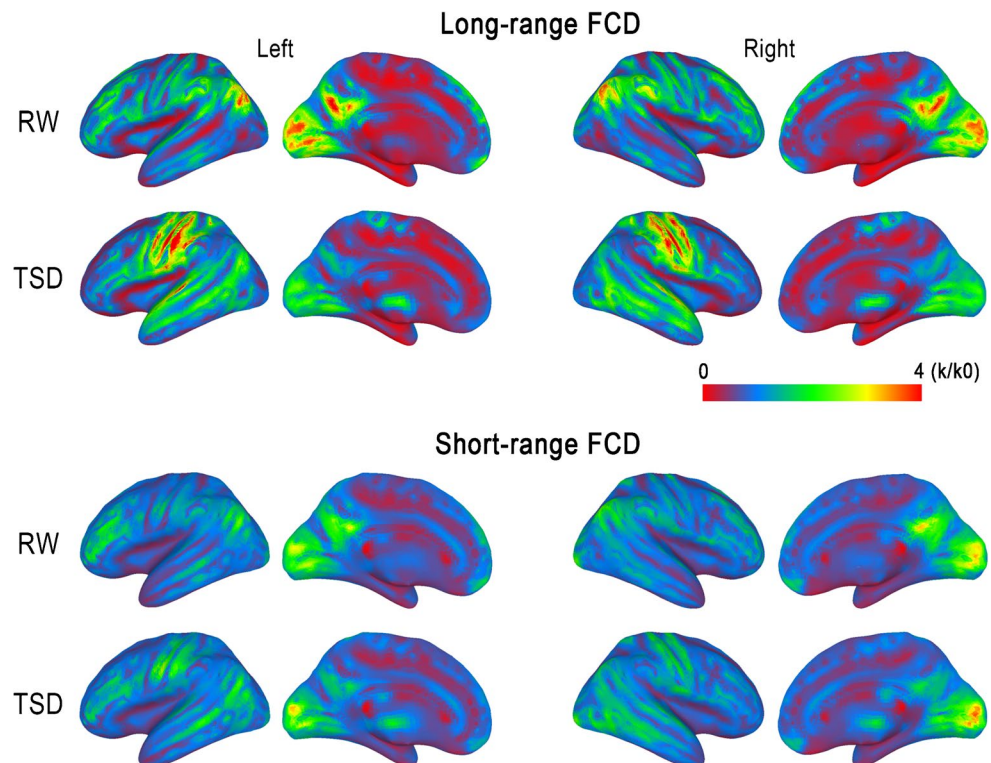 Long-range FCD
Left
Right
RW
TSD
0
4 (k/k0)
Short-range FCD
RW
TSD